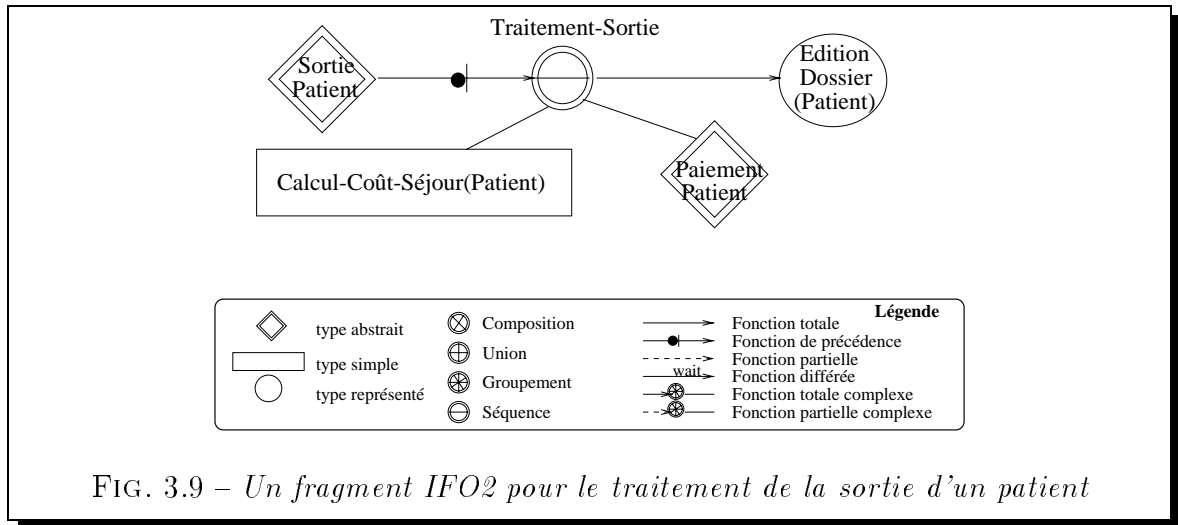 Traitement-Sortie
Sortie
Patient
Edition
Dossier
(Patient)
Calcul-Coût-Séjour(Patient)
Paiement
Patient
Légende
type abstrait
type simple
type représenté
Composition
Union
Groupement
Séquence
Fonction totale
Fonction de précédence
Fonction partielle
wait
Fonction différée
Fonction totale complexe
Fonction partielle complexe
FIG. 3.9 – Un fragment IFO2 pour le traitement de la sortie d'un patient